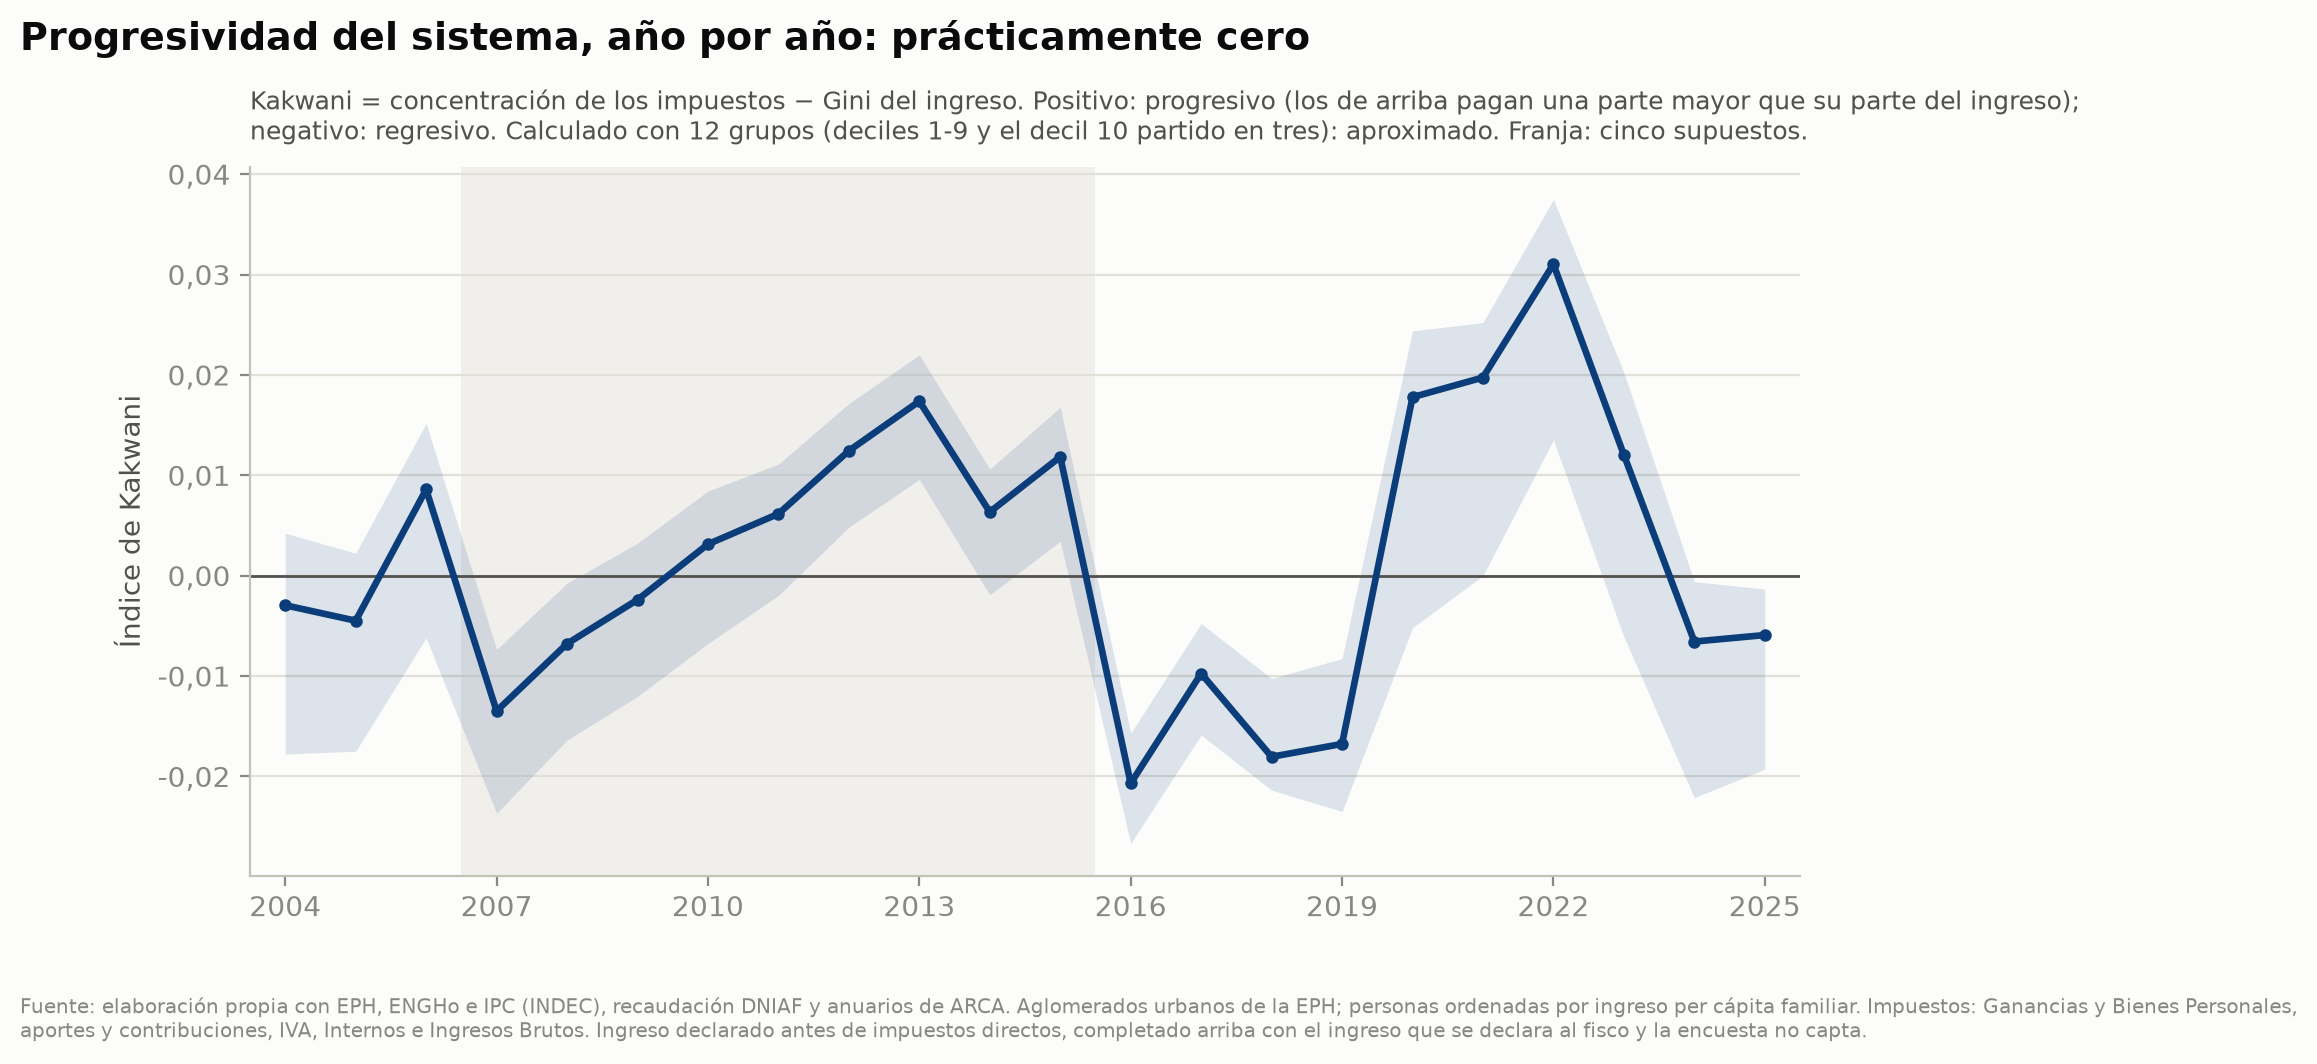 Progresividad del sistema, año por año: prácticamente cero
Kakwani = concentración de los impuestos − Gini del ingreso. Positivo: progresivo (los de arriba pagan una parte mayor que su parte del ingreso);
negativo: regresivo. Calculado con 12 grupos (deciles 1-9 y el decil 10 partido en tres): aproximado. Franja: cinco supuestos.
0,04
0,03
0,02
0,01
0,00
-0,01
-0,02
Índice de Kakwani
2004 2007 2010 2013 2016 2019 2022 2025
Fuente: elaboración propia con EPH, ENGHo e IPC (INDEC), recaudación DNIAF y anuarios de ARCA. Aglomerados urbanos de la EPH; personas ordenadas por ingreso per cápita familiar. Impuestos: Ganancias y Bienes Personales,
aportes y contribuciones, IVA, Internos e Ingresos Brutos. Ingreso declarado antes de impuestos directos, completado arriba con el ingreso que se declara al fisco y la encuesta no capta.